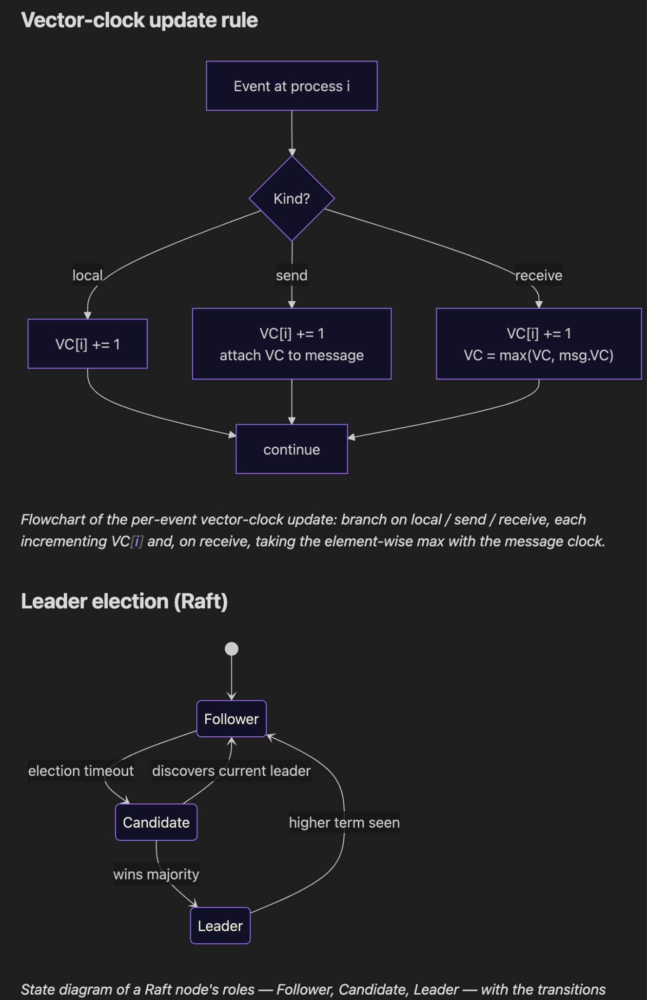 Vector-clock update rule
Event at process i
Kind?
local
send
receive
VC[i] += 1
VC[i] += 1
attach VC to message
VC[i] += 1
VC = max(VC, msg.VC)
continue
Flowchart of the per-event vector-clock update: branch on local / send / receive, each
incrementing VC[i] and, on receive, taking the element-wise max with the message clock.
Leader election (Raft)
Follower
election timeout
discovers current leader
Candidate
higher term seen
wins majority
Leader
State diagram of a Raft node's roles — Follower, Candidate, Leader — with the transitions